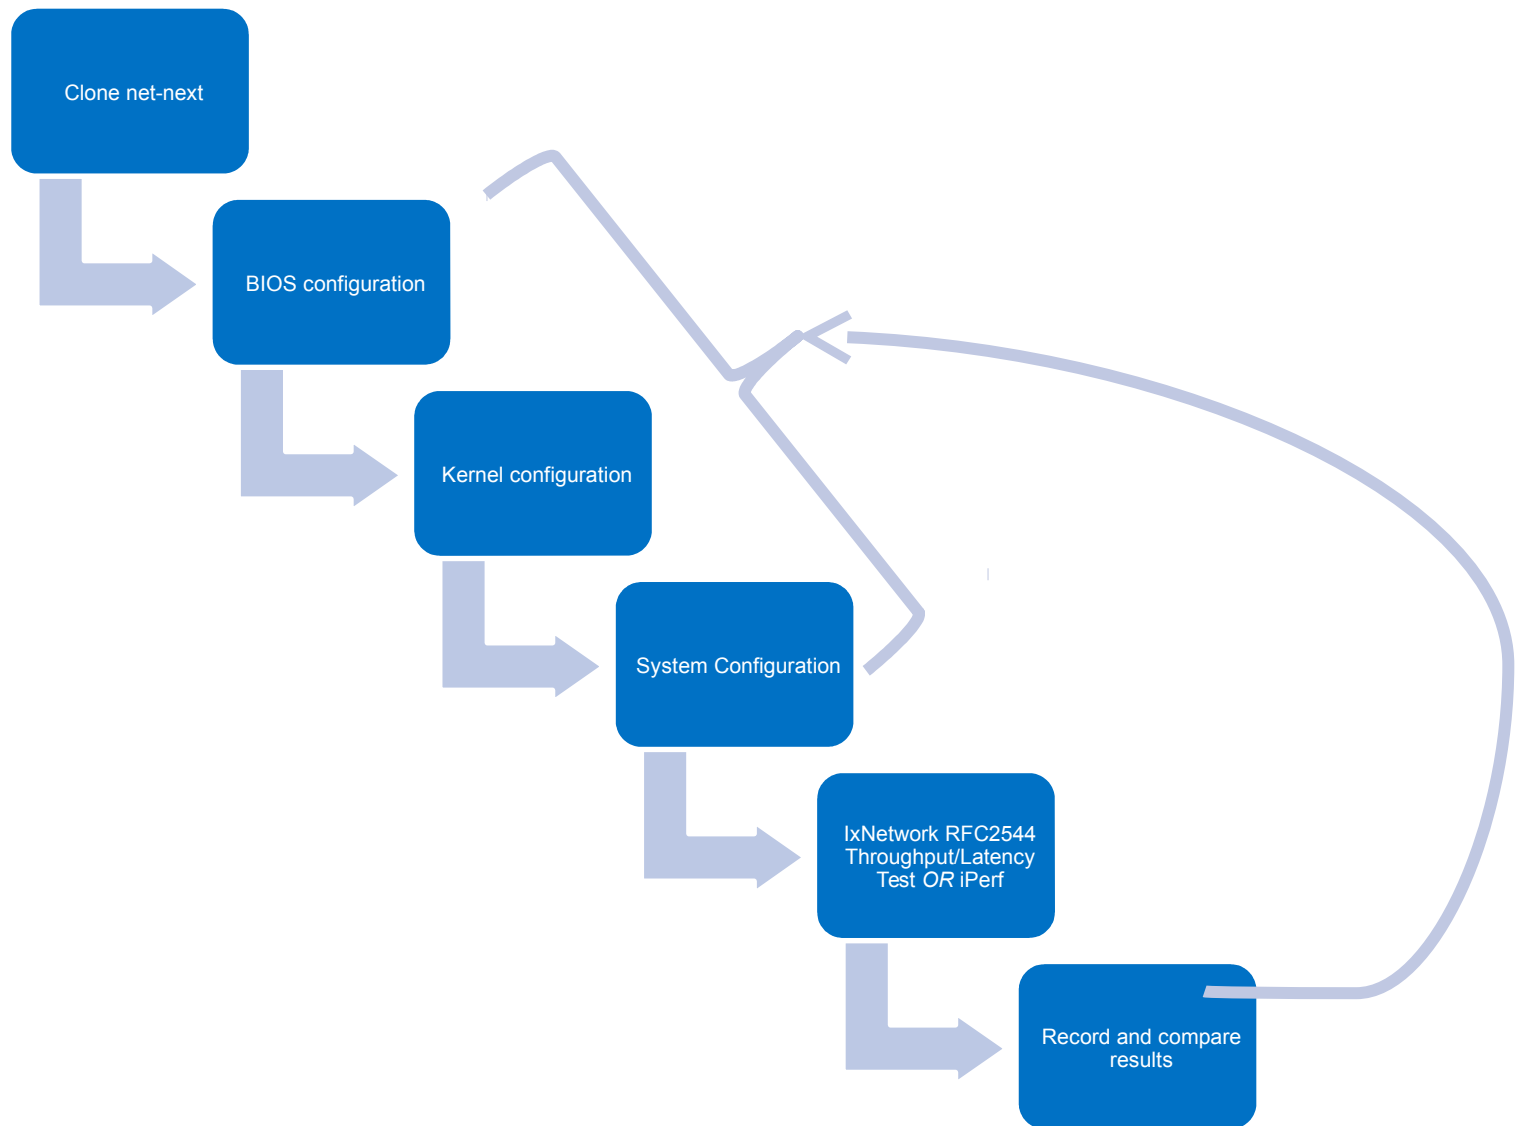 Clone net-next
BIOS configuration
Kernel configuration
System Configuration
IxNetwork RFC2544
Throughput/Latency
Test OR iPerf
Record and compare
results